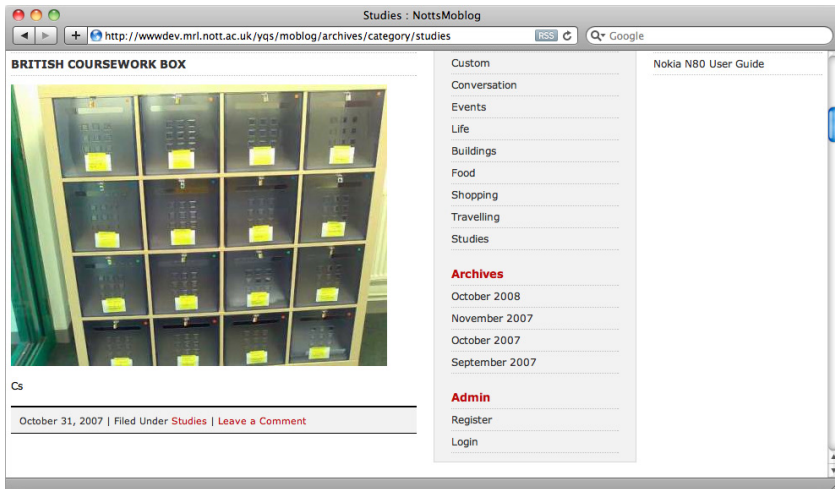 Studies : NottsMoblog
http://wwwdev.mrl.nott.ac.uk/yqs/moblog/archives/category/studies
RSS
Google
BRITISH COURSEWORK BOX
Cs
October 31, 2007 | Filed Under Studies | Leave a Comment
Custom
Conversation
Events
Life
Buildings
Food
Shopping
Travelling
Studies
Archives
October 2008
November 2007
October 2007
September 2007
Admin
Register
Login
Nokia N80 User Guide